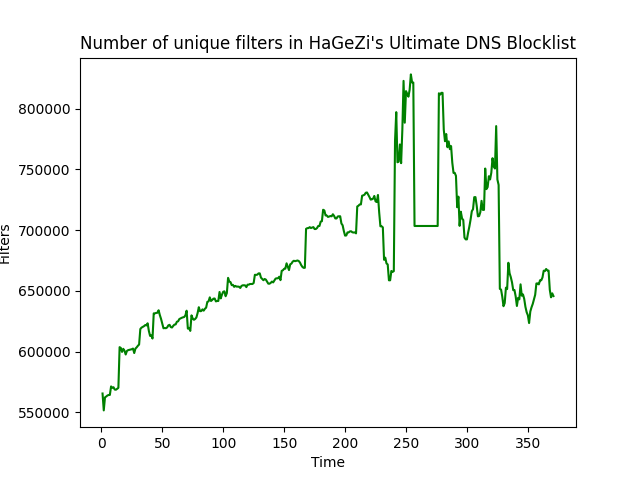 Number of unique filters in HaGeZi's Ultimate DNS Blocklist
800000
750000
700000
650000
600000
550000
Filters
0 50 100 150 200 250 300 350
Time